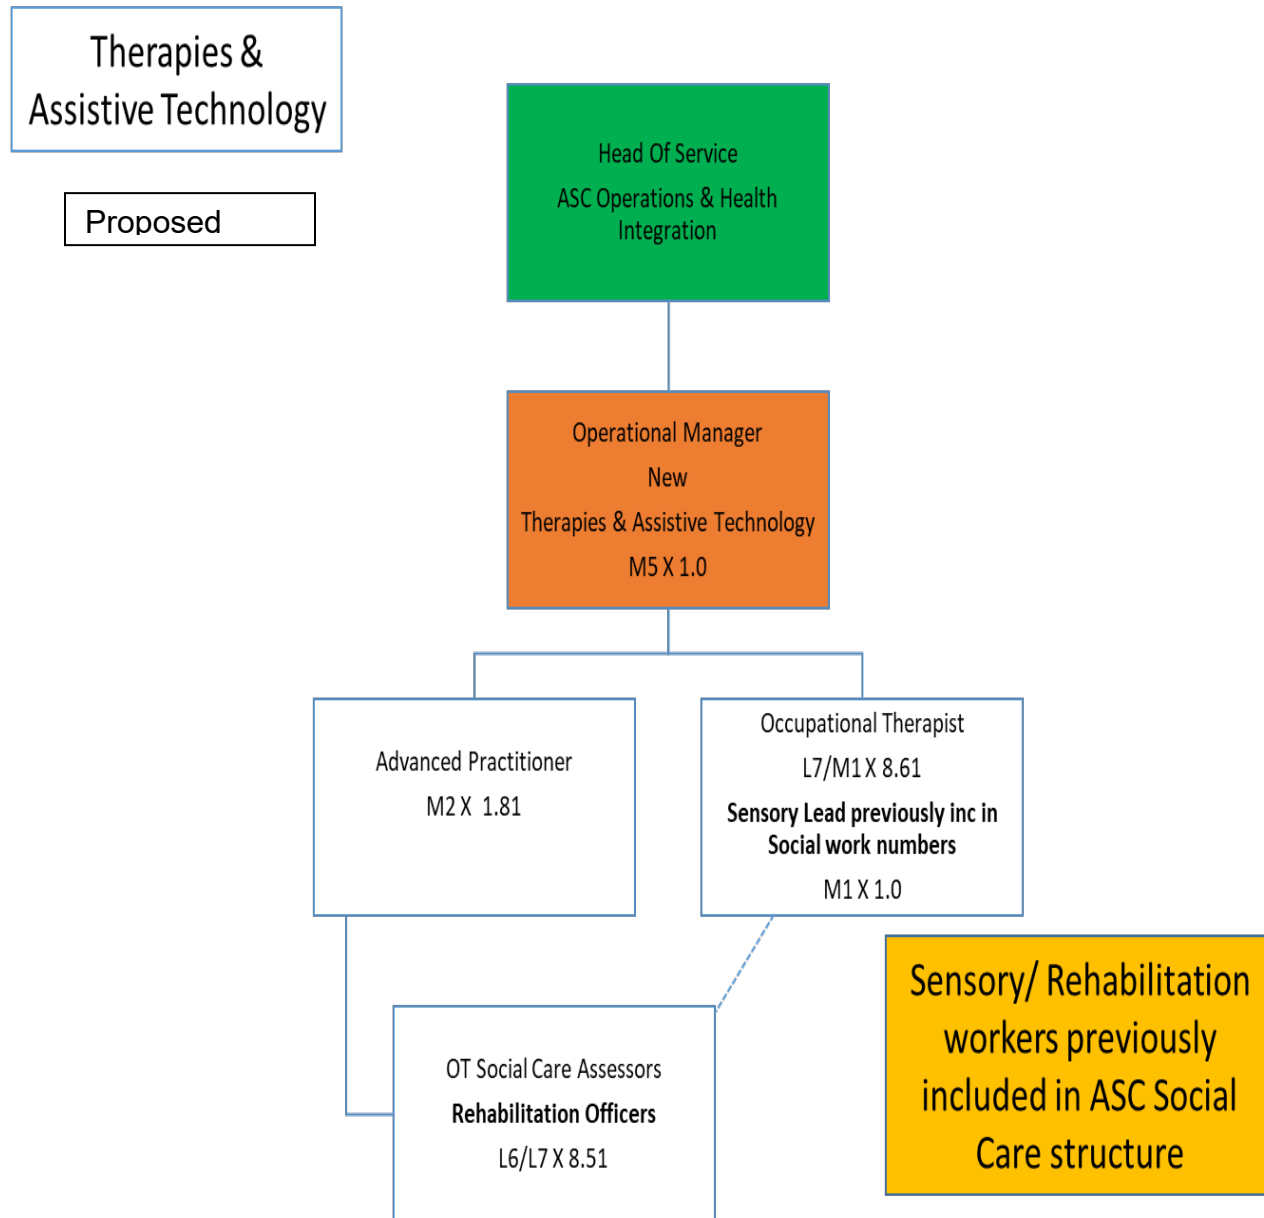 Therapies &
Assistive Technology
Proposed
Head Of Service
ASC Operations & Health
Integration
Operational Manager
New
Therapies & Assistive Technology
M5 X 1.0
Advanced Practitioner
M2 X 1.81
Occupational Therapist
L7/M1 X 8.61
Sensory Lead previously inc in
Social work numbers
M1 X 1.0
OT Social Care Assessors
Rehabilitation Officers
L6/L7 X 8.51
Sensory/ Rehabilitation
workers previously
included in ASC Social
Care structure